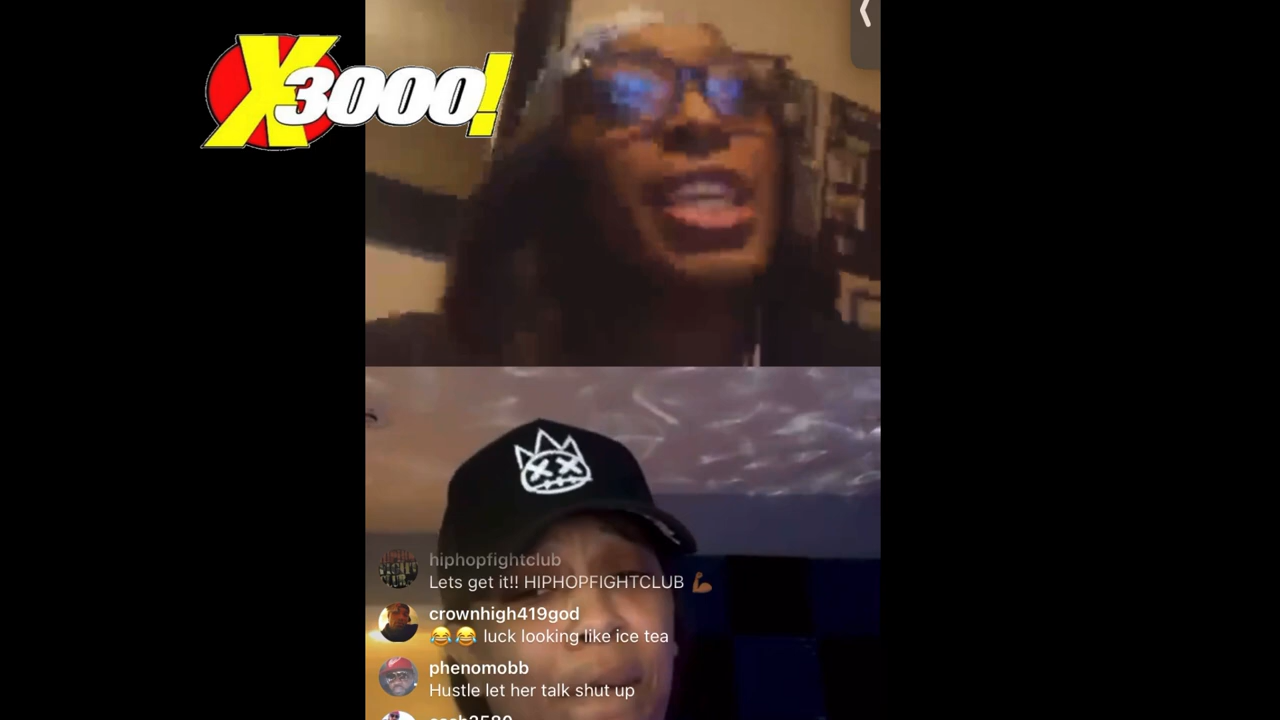 X3000!
hiphopfightclub
Lets get it!! HIPHOPFIGHTCLUB 💪🏾
crownhigh419god
😂😂 luck looking like ice tea
phenomobb
Hustle let her talk shut up